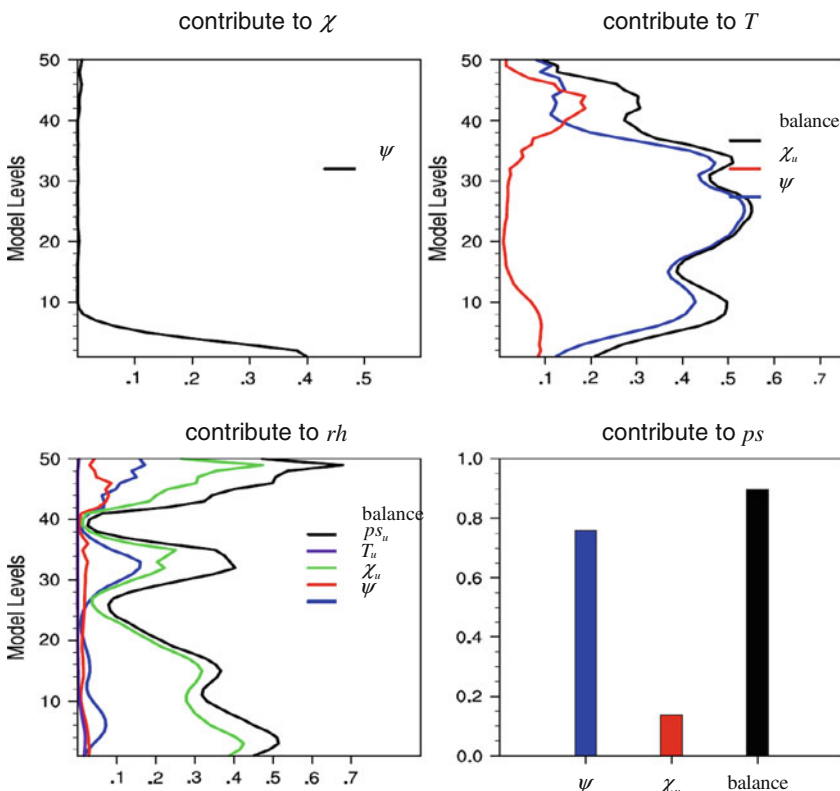 contribute to χ
contribute to T
50
40
30
20
10
Model Levels
ψ
.1 .2 .3 .4 .5
50
40
30
20
10
Model Levels
balance
χu
ψ
.1 .2 .3 .4 .5 .6 .7
contribute to rh
contribute to ps
50
40
30
20
10
Model Levels
balance
psu
Tu
χu
ψ
.1 .2 .3 .4 .5 .6 .7
1.0
0.8
0.6
0.4
0.2
0.0
ψ χu balance